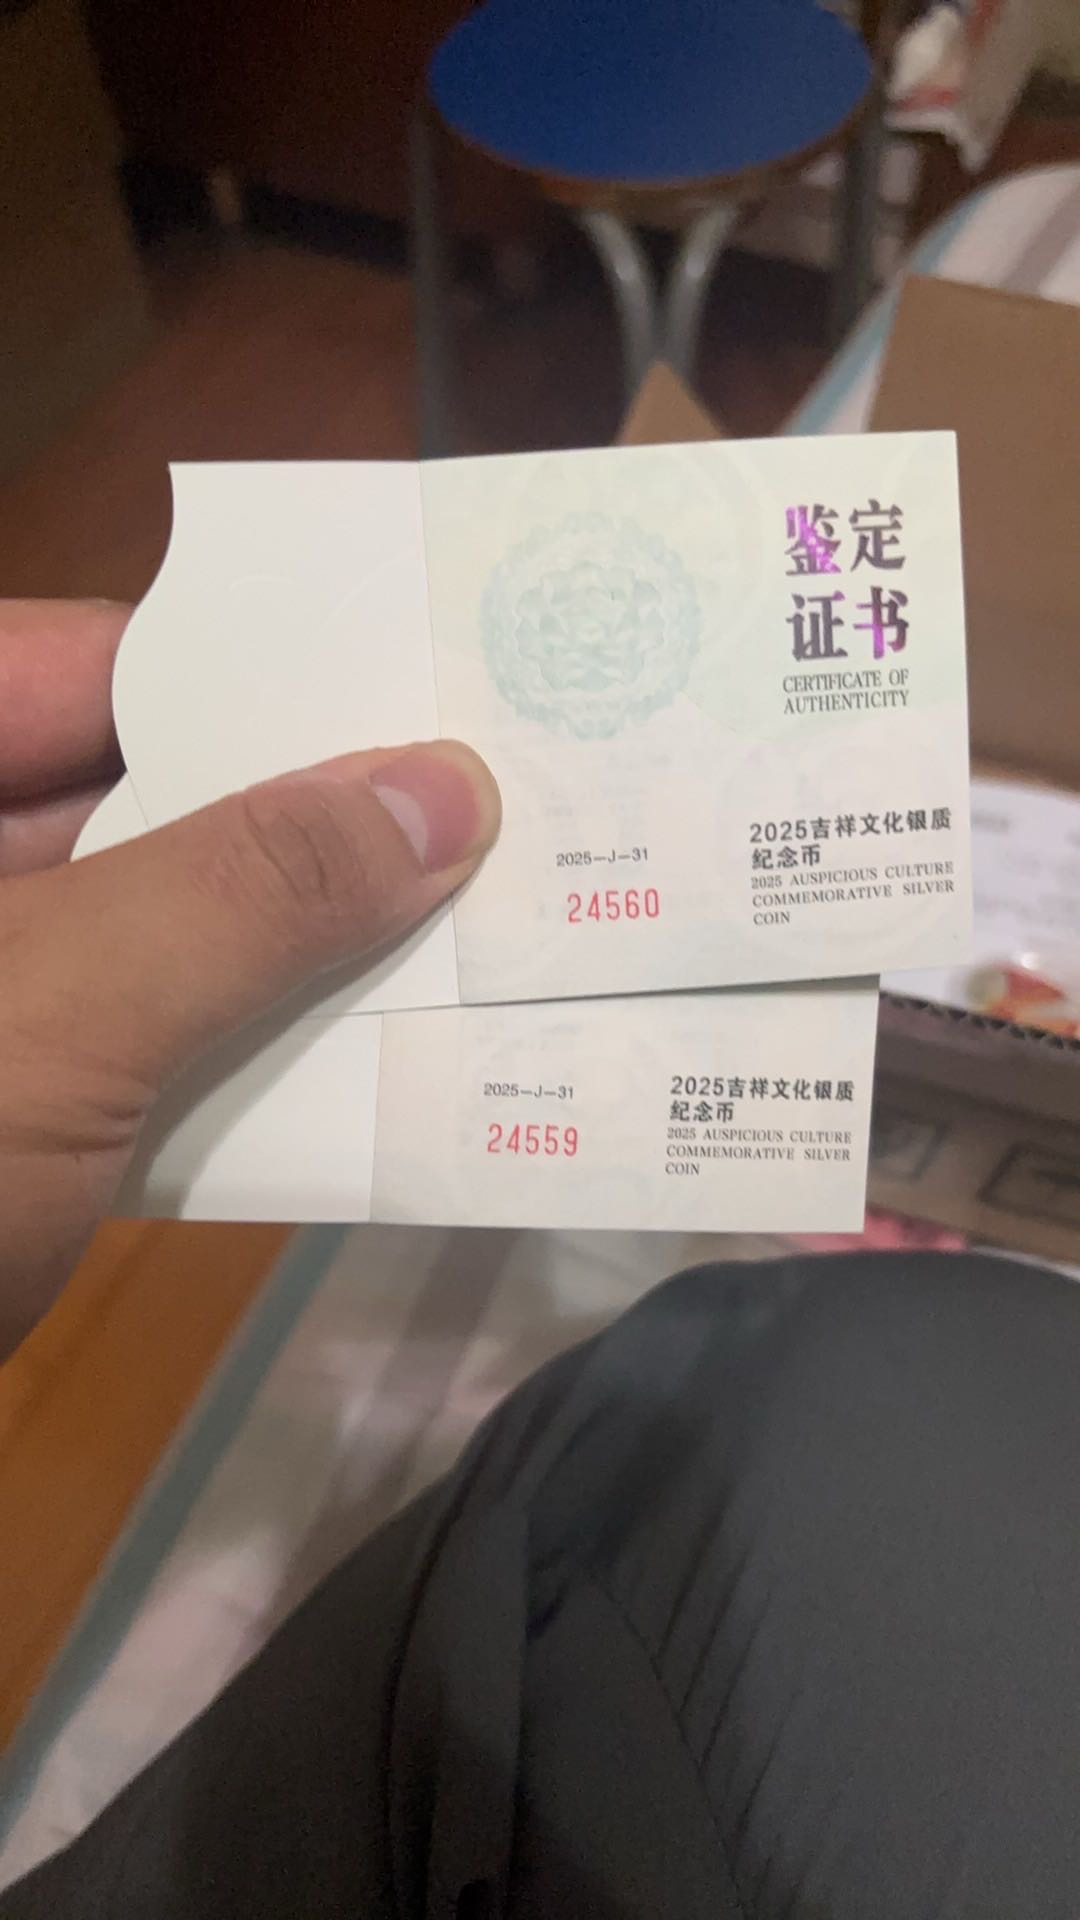 鉴定
证书
CERTIFICATE OF
AUTHENTICITY
2025吉祥文化银质
纪念币
2025 AUSPICIOUS CULTURE
COMMEMORATIVE SILVER
COIN
2025—J—31
24560
2025—J—31
24559
2025吉祥文化银质
纪念币
2025 AUSPICIOUS CULTURE
COMMEMORATIVE SILVER
COIN